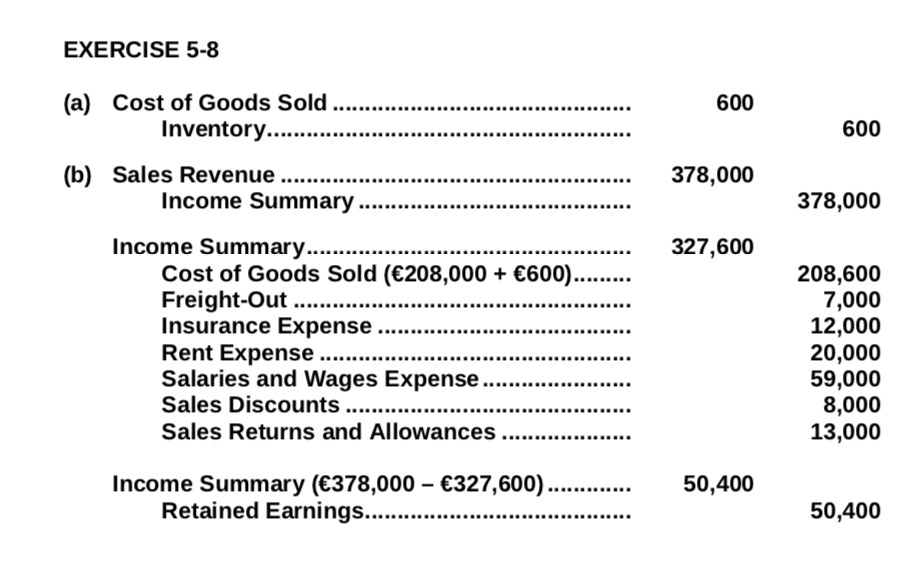 EXERCISE 5-8
(a) Cost of Goods Sold .............................................. 600
Inventory........................................................ 600
(b) Sales Revenue ...................................................... 378,000
Income Summary .......................................... 378,000
Income Summary.................................................. 327,600
Cost of Goods Sold (€208,000 + €600)......... 208,600
Freight-Out .................................................... 7,000
Insurance Expense ....................................... 12,000
Rent Expense ................................................ 20,000
Salaries and Wages Expense....................... 59,000
Sales Discounts ............................................ 8,000
Sales Returns and Allowances .................... 13,000
Income Summary (€378,000 – €327,600)............. 50,400
Retained Earnings......................................... 50,400